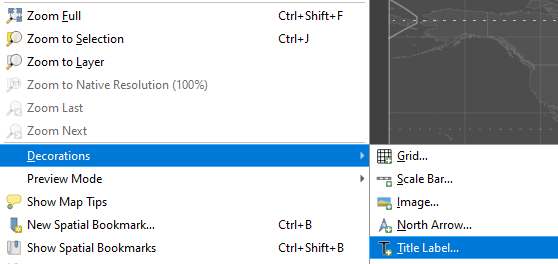 Zoom Full Ctrl+Shift+F
Zoom to Selection Ctrl+J
Zoom to Layer
Zoom to Native Resolution (100%)
Zoom Last
Zoom Next
Decorations
Preview Mode
Show Map Tips
New Spatial Bookmark... Ctrl+B
Show Spatial Bookmarks Ctrl+Shift+B
Grid...
Scale Bar...
Image...
North Arrow...
Title Label...